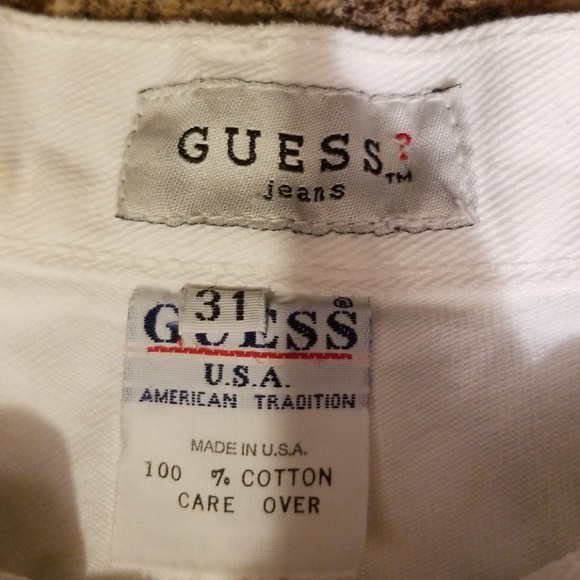 GUESS?™
jeans
31
GUESS®
U.S.A.
AMERICAN TRADITION
MADE IN U.S.A.
100 % COTTON
CARE OVER